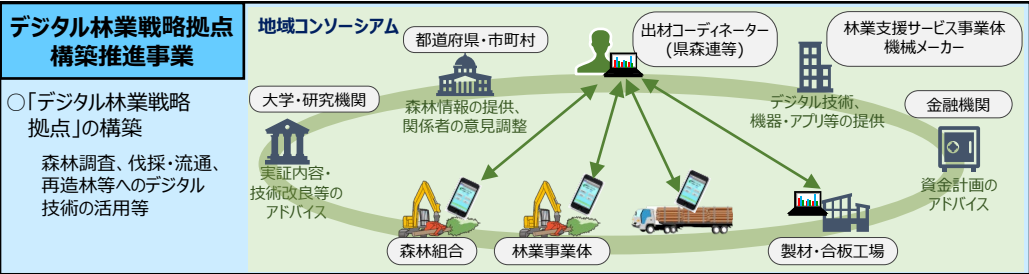 デジタル林業戦略拠点
構築推進事業
○「デジタル林業戦略
拠点」の構築
森林調査、伐採・流通、
再造林等へのデジタル
技術の活用等
地域コンソーシアム
都道府県・市町村
森林情報の提供、
関係者の意見調整
出材コーディネーター
(県森連等)
林業支援サービス事業体
機械メーカー
デジタル技術、
機器・アプリ等の提供
大学・研究機関
実証内容・
技術改良等の
アドバイス
金融機関
資金計画の
アドバイス
森林組合
林業事業体
製材・合板工場